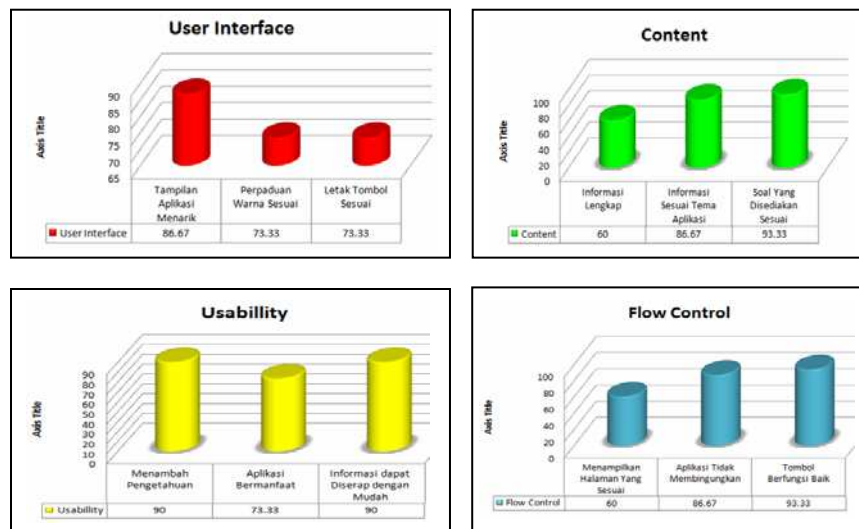 User Interface
Axis Title
90
85
80
75
70
65
Tampilan Aplikasi Menarik
Perpaduan Warna Sesuai
Letak Tombol Sesuai
User Interface 86.67 73.33 73.33
Content
Axis Title
100
80
60
40
20
0
Informasi Lengkap
Informasi Sesuai Tema Aplikasi
Soal Yang Disediakan Sesuai
Content 60 86.67 93.33
Usabillity
Axis Title
90
80
70
60
50
40
30
20
10
0
Menambah Pengetahuan
Aplikasi Bermanfaat
Informasi dapat Diserap dengan Mudah
Usability 90 73.33 90
Flow Control
Axis Title
100
80
60
40
20
0
Menampilkan Halaman Yang Sesuai
Aplikasi Tidak Membingungkan
Tombol Berfungsi Baik
Flow Control 60 86.67 93.33